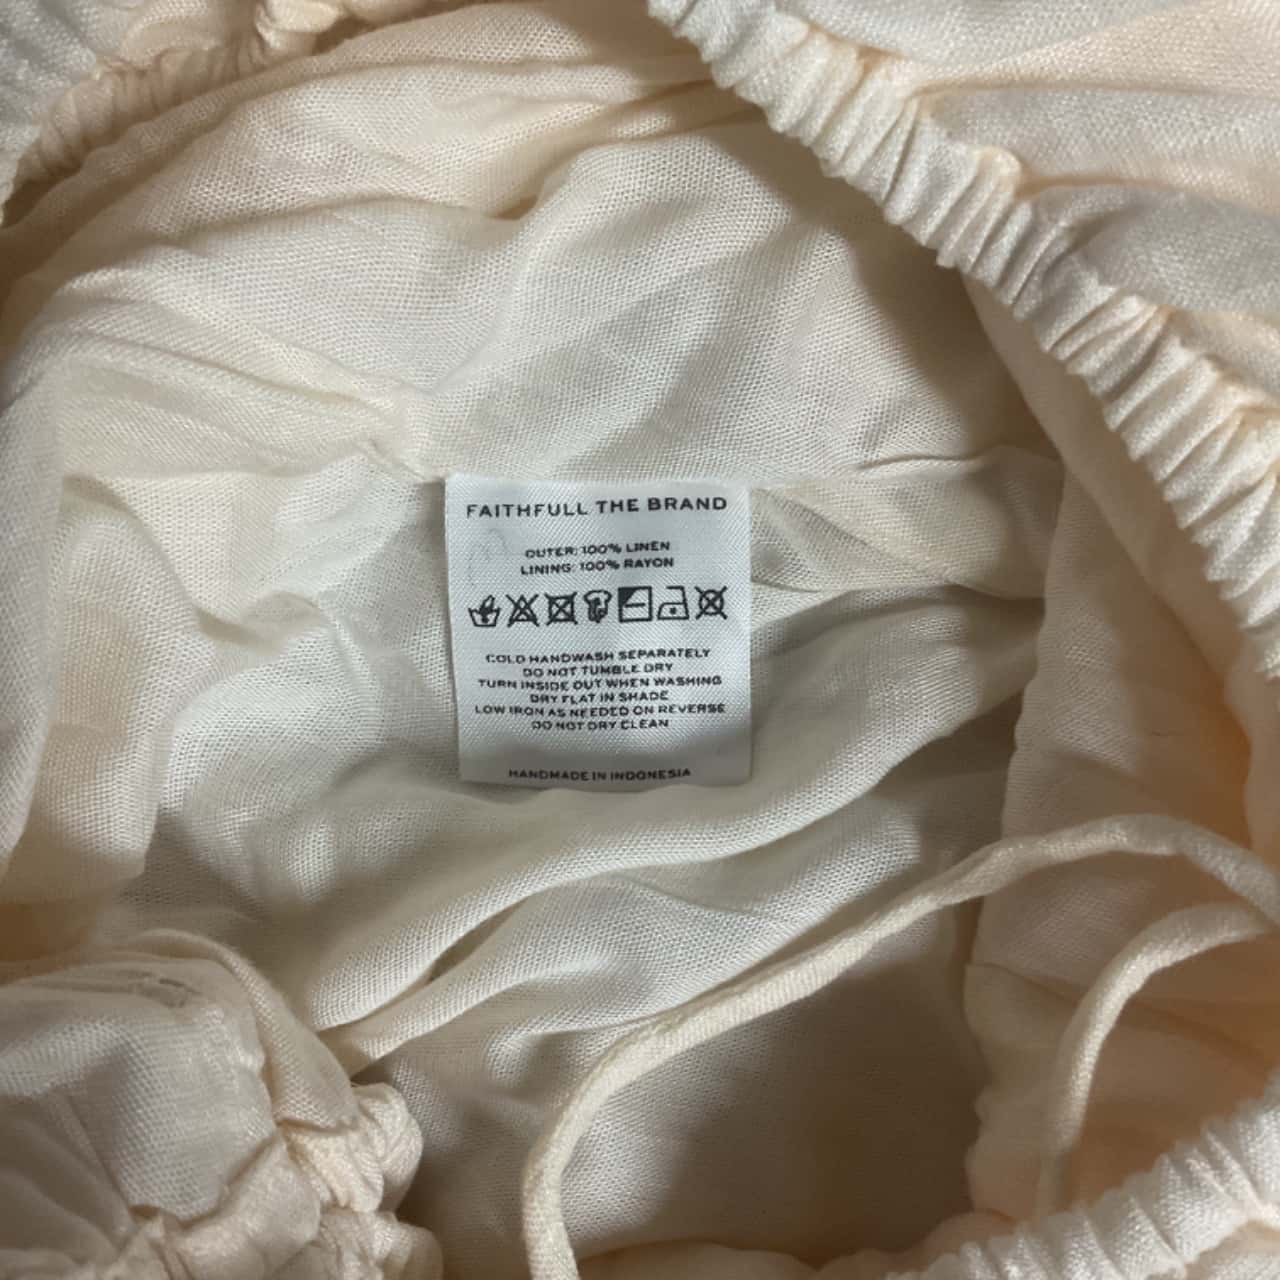 FAITHFULL THE BRAND
OUTER: 100% LINEN
LINING: 100% RAYON
COLD HANDWASH SEPARATELY
DO NOT TUMBLE DRY
TURN INSIDE OUT WHEN WASHING
DRY FLAT IN SHADE
LOW IRON AS NEEDED ON REVERSE
DO NOT DRY CLEAN
HANDMADE IN INDONESIA